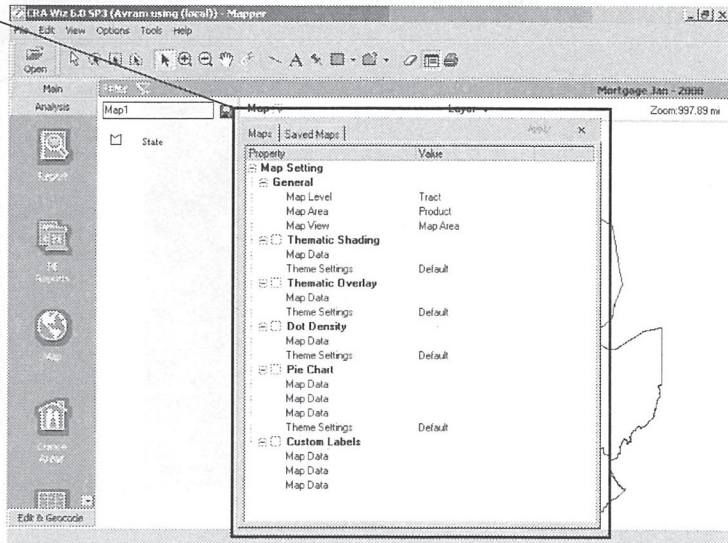 CRA Wiz 6.0 SP3 (Avram using (local)) - Mapper
File Edit View Options Tools Help
Open
Main
Filter
Mortgage Jan - 2000
Analysis
Map1
Map
Layer
Zoom:997.89 mi
Maps Saved Maps
Apply
State
Property Value
Map Setting
General
Map Level Tract
Map Area Product
Map View Map Area
Thematic Shading
Map Data
Theme Settings Default
Thematic Overlay
Map Data
Theme Settings Default
Dot Density
Map Data
Theme Settings Default
Pie Chart
Map Data
Map Data
Map Data
Theme Settings Default
Custom Labels
Map Data
Map Data
Map Data
Report
Reports
Map
Edit & Geocode